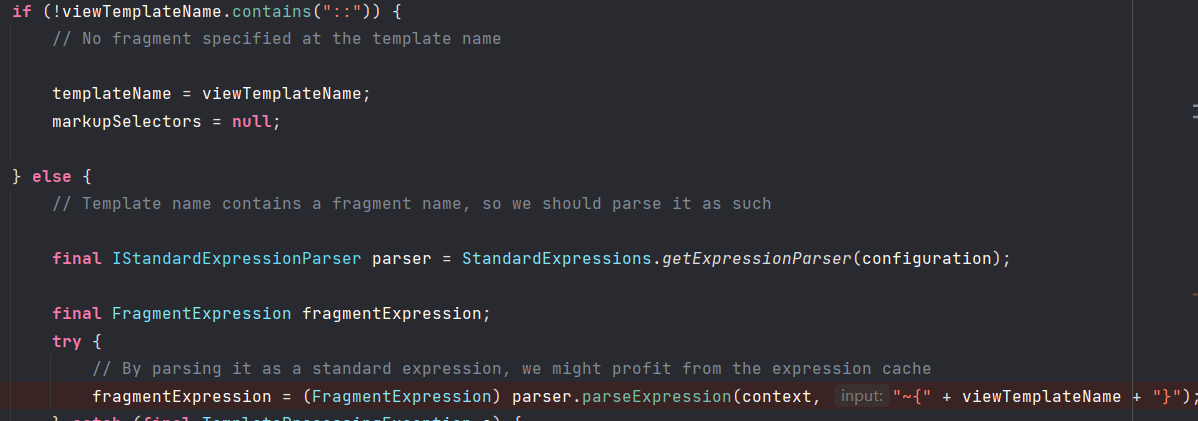 if (!viewTemplateName.contains("::")) {
// No fragment specified at the template name
templateName = viewTemplateName;
markupSelectors = null;
} else {
// Template name contains a fragment name, so we should parse it as such
final IStandardExpressionParser parser = StandardExpressions.getExpressionParser(configuration);
final FragmentExpression fragmentExpression;
try {
// By parsing it as a standard expression, we might profit from the expression cache
fragmentExpression = (FragmentExpression) parser.parseExpression(context, input: "~{" + viewTemplateName + "}");
} catch (final TemplateProcessingException e) {